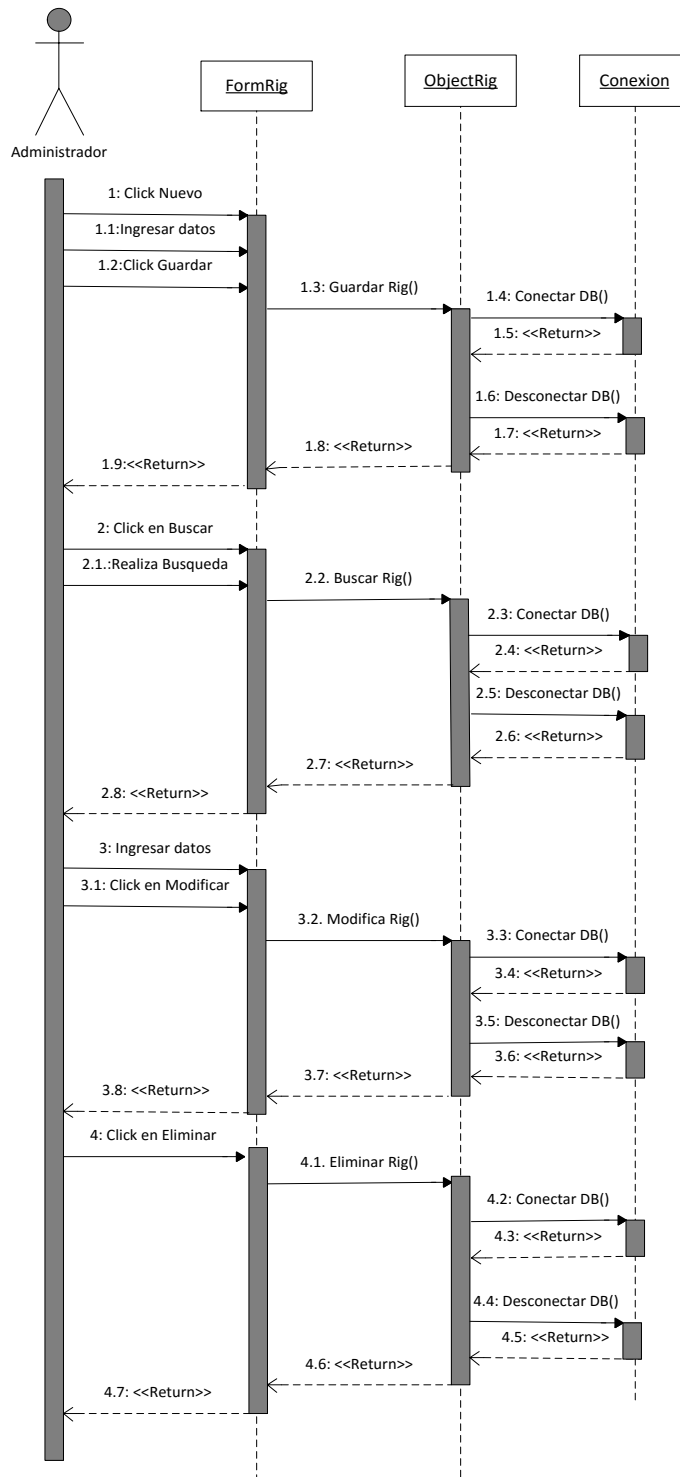 FormRig
ObjectRig
Conexion
Administrador
1: Click Nuevo
1.1:Ingresar datos
1.2:Click Guardar
1.3: Guardar Rig()
1.4: Conectar DB()
1.5: <<Return>>
1.6: Desconectar DB()
1.7: <<Return>>
1.8: <<Return>>
1.9:<<Return>>
2: Click en Buscar
2.1.:Realiza Busqueda
2.2. Buscar Rig()
2.3: Conectar DB()
2.4: <<Return>>
2.5: Desconectar DB()
2.6: <<Return>>
2.7: <<Return>>
2.8: <<Return>>
3: Ingresar datos
3.1: Click en Modificar
3.2. Modifica Rig()
3.3: Conectar DB()
3.4: <<Return>>
3.5: Desconectar DB()
3.6: <<Return>>
3.7: <<Return>>
3.8: <<Return>>
4: Click en Eliminar
4.1. Eliminar Rig()
4.2: Conectar DB()
4.3: <<Return>>
4.4: Desconectar DB()
4.5: <<Return>>
4.6: <<Return>>
4.7: <<Return>>